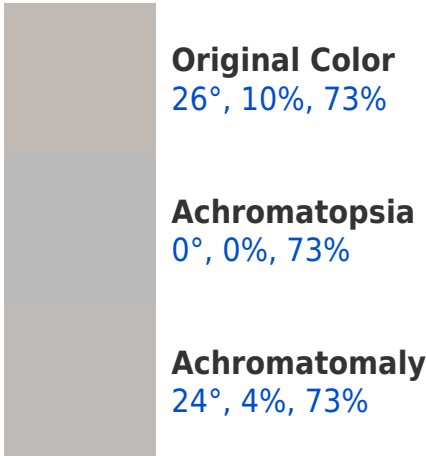 Original Color
26°, 10%, 73%
Achromatopsia
0°, 0%, 73%
Achromatomaly
24°, 4%, 73%